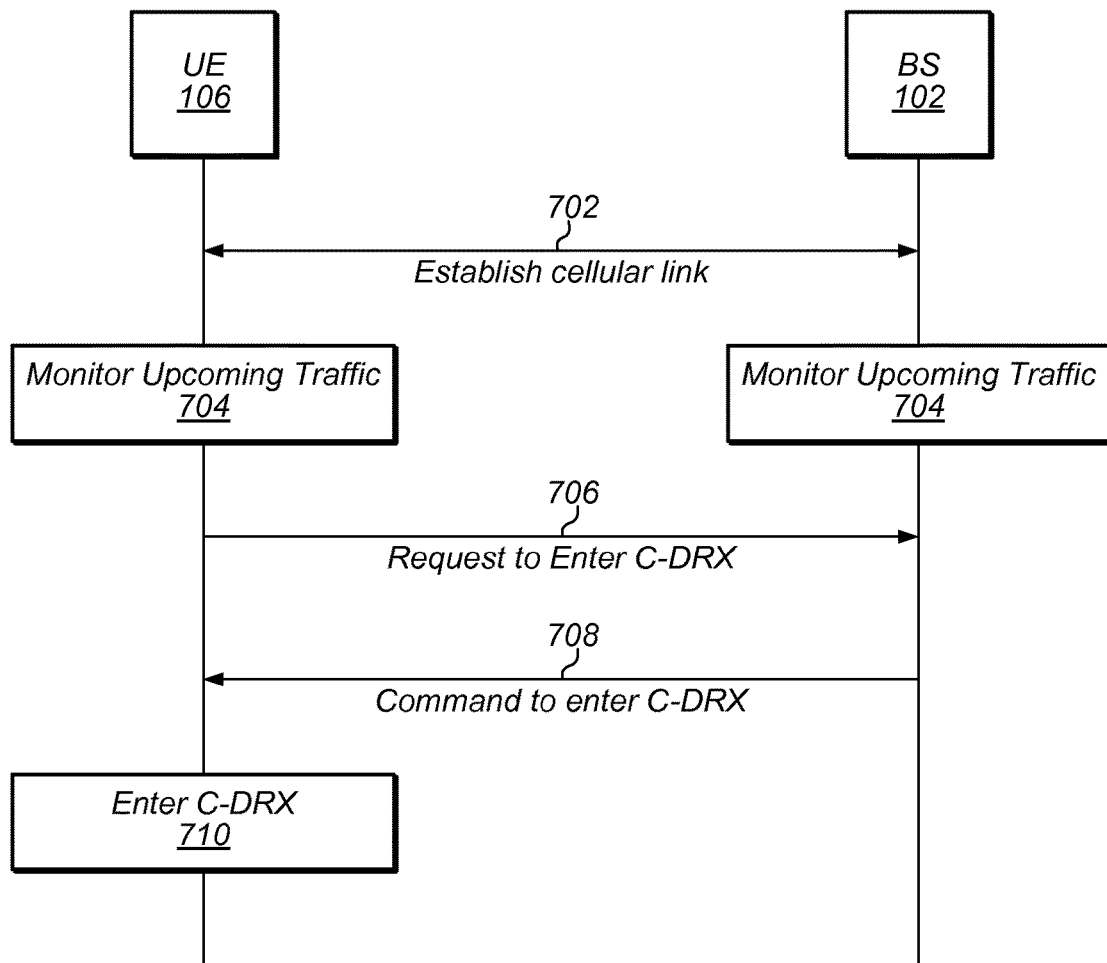 UE
106
BS
102
702
Establish cellular link
Monitor Upcoming Traffic
704
Monitor Upcoming Traffic
704
706
Request to Enter C-DRX
708
Command to enter C-DRX
Enter C-DRX
710